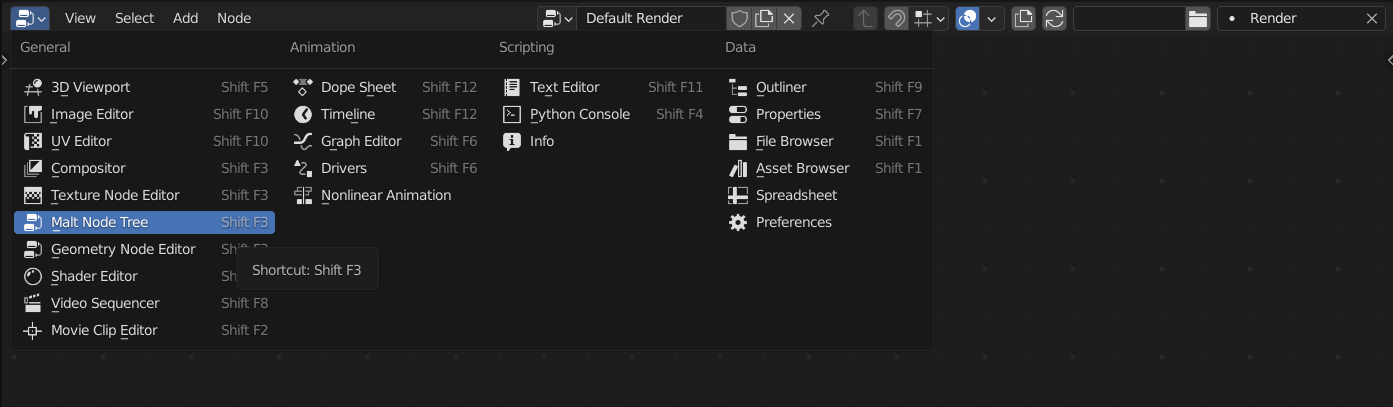 View Select Add Node Default Render Render
General Animation Scripting Data
3D Viewport Shift F5 Dope Sheet Shift F12 Text Editor Shift F11 Outliner Shift F9
Image Editor Shift F10 Timeline Shift F12 Python Console Shift F4 Properties Shift F7
UV Editor Shift F10 Graph Editor Shift F6 Info File Browser Shift F1
Compositor Shift F3 Drivers Shift F6 Asset Browser Shift F1
Texture Node Editor Shift F3 Nonlinear Animation Spreadsheet
Malt Node Tree Shift F3 Preferences
Geometry Node Editor
Shortcut: Shift F3
Shader Editor
Video Sequencer Shift F8
Movie Clip Editor Shift F2